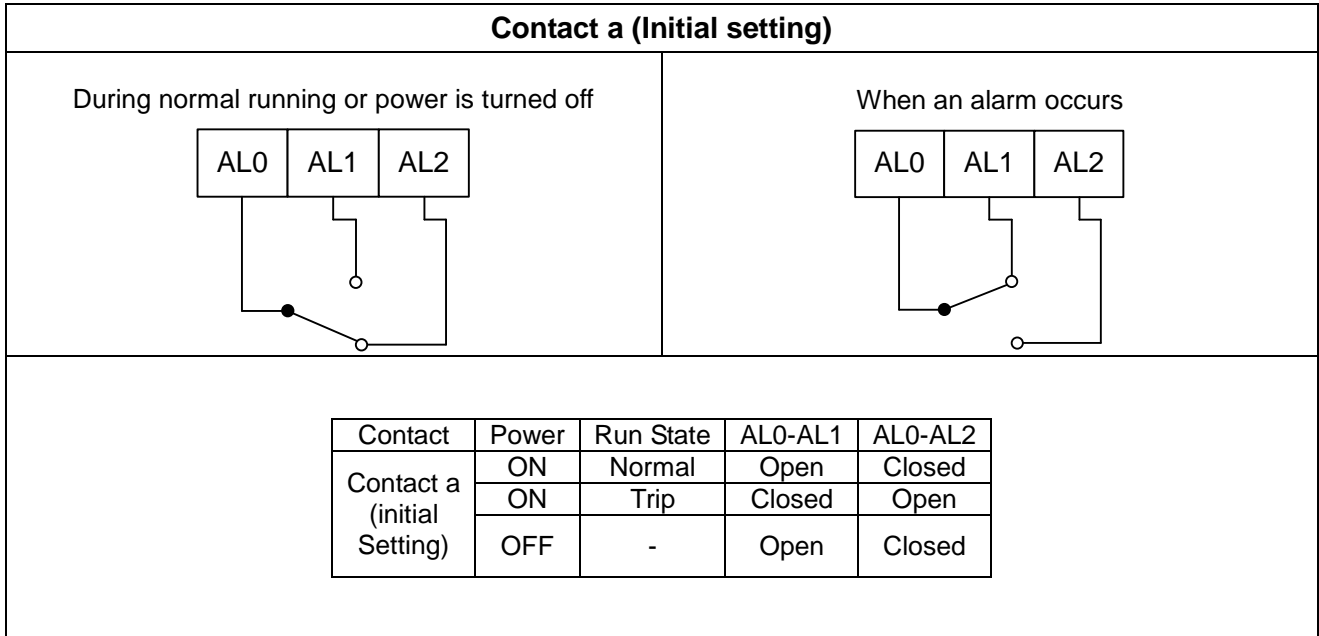 Contact a (Initial setting)
During normal running or power is turned off
AL0 AL1 AL2
When an alarm occurs
AL0 AL1 AL2
Contact Power Run State AL0-AL1 AL0-AL2
Contact a (initial Setting)
ON Normal Open Closed
ON Trip Closed Open
OFF - Open Closed